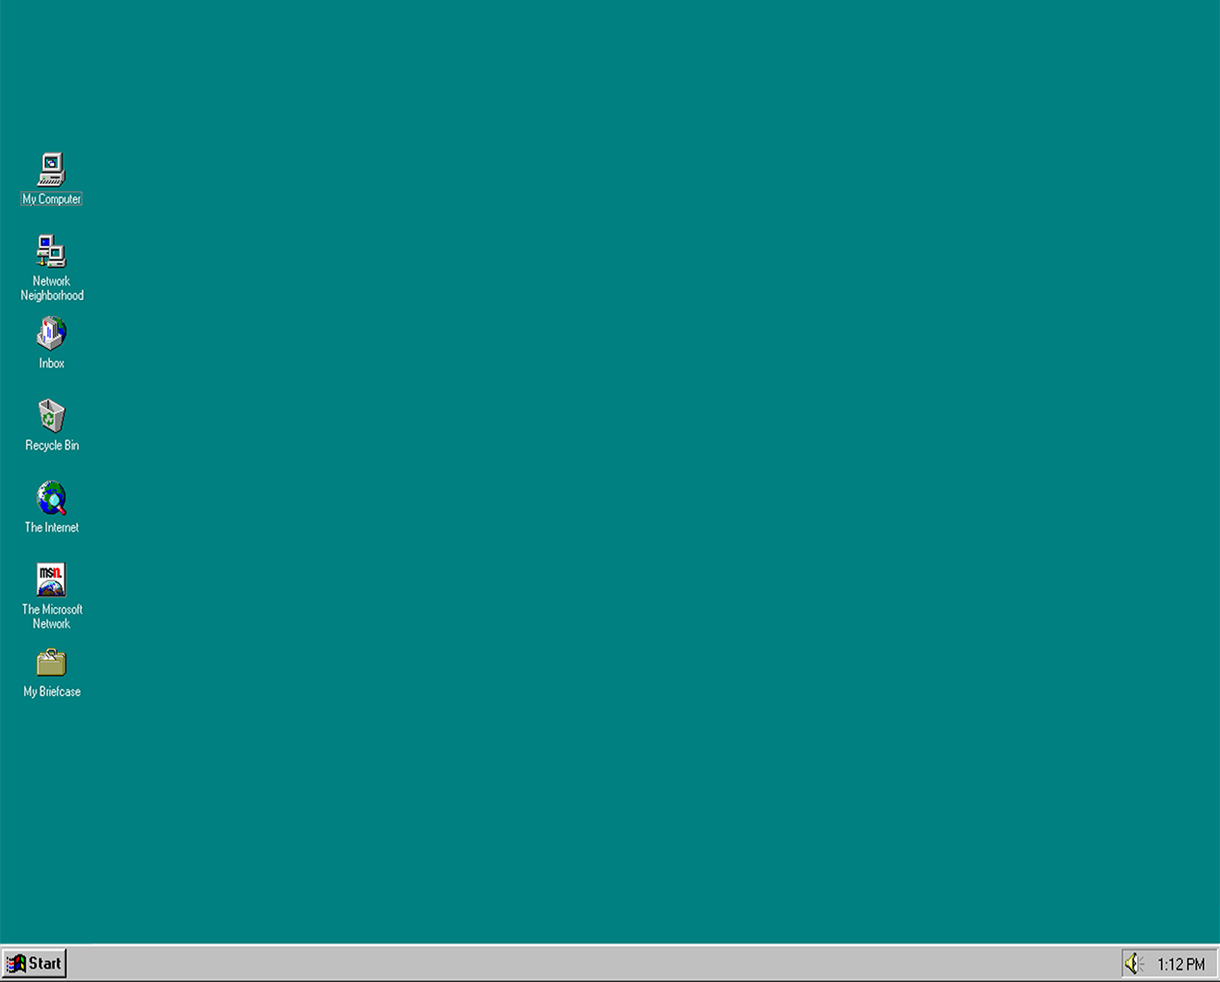 My Computer
Network
Neighborhood
Inbox
Recycle Bin
The Internet
msn.
The Microsoft
Network
My Briefcase
Start
1:12 PM